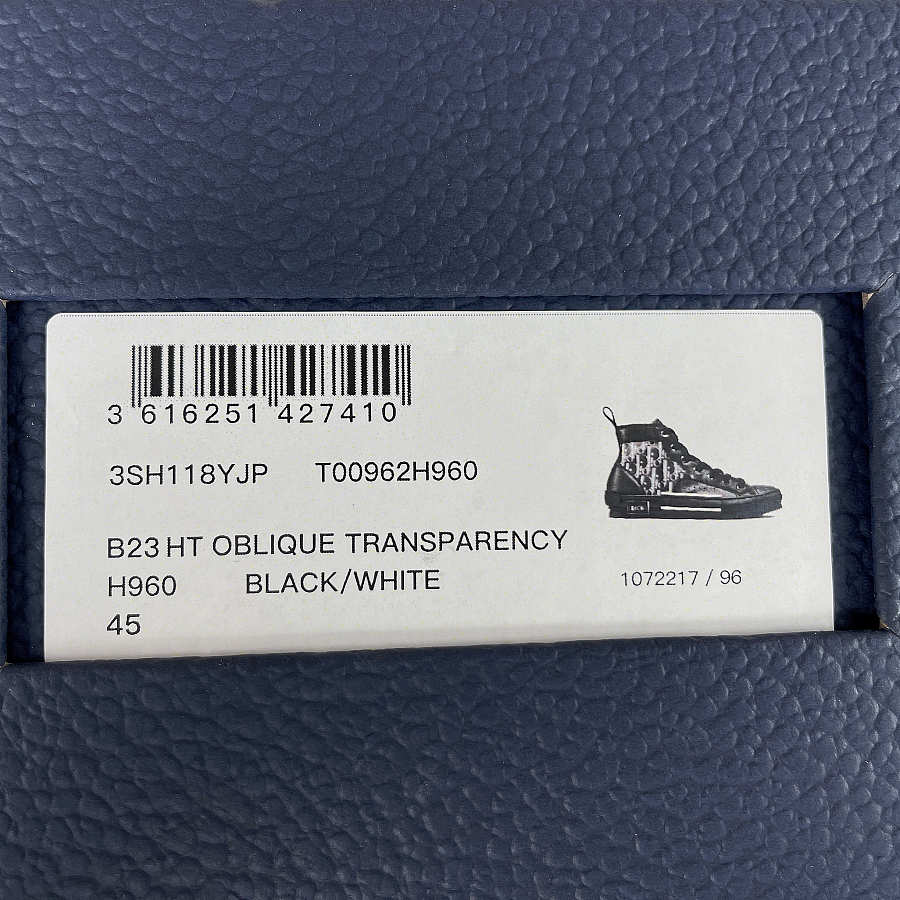 3 616251 427410
3SH118YJP T00962H960
B23 HT OBLIQUE TRANSPARENCY
H960 BLACK/WHITE
1072217 / 96
45